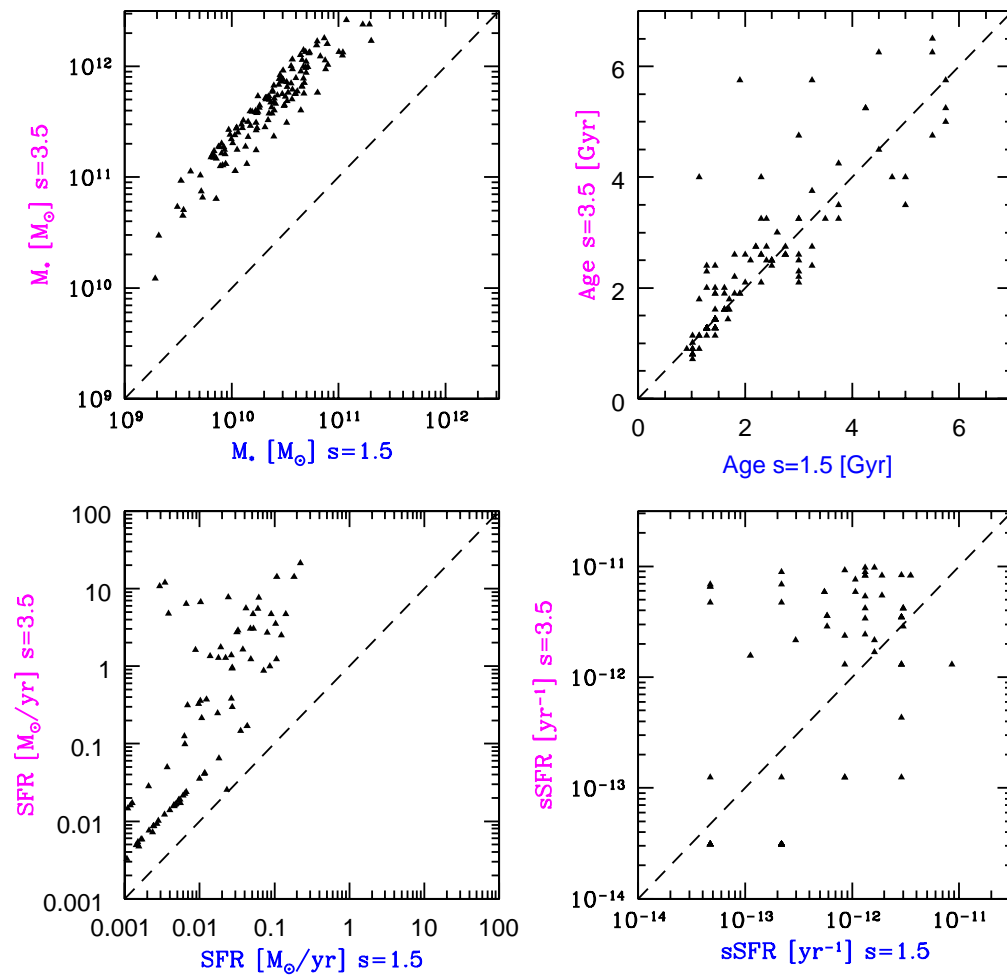 10¹²
10¹¹
10¹⁰
10⁹
M⋆ [M⊙] s=3.5
10⁹ 10¹⁰ 10¹¹ 10¹²
M⋆ [M⊙] s=1.5
6
4
2
0
Age s=3.5 [Gyr]
0 2 4 6
Age s=1.5 [Gyr]
100
10
1
0.1
0.01
0.001
SFR [M⊙/yr] s=3.5
0.001 0.01 0.1 1 10 100
SFR [M⊙/yr] s=1.5
10⁻¹¹
10⁻¹²
10⁻¹³
10⁻¹⁴
sSFR [yr⁻¹] s=3.5
10⁻¹⁴ 10⁻¹³ 10⁻¹² 10⁻¹¹
sSFR [yr⁻¹] s=1.5